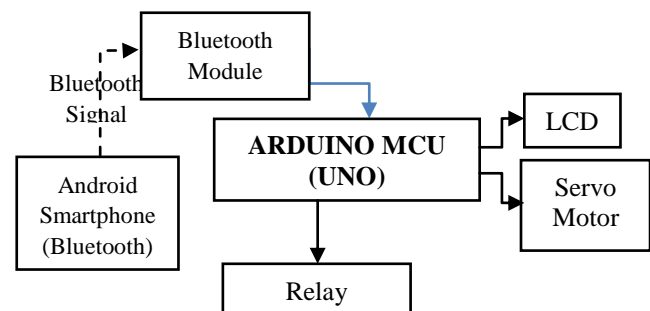 Bluetooth
Module
Bluetooth
Signal
ARDUINO MCU
(UNO)
LCD
Android
Smartphone
(Bluetooth)
Servo
Motor
Relay